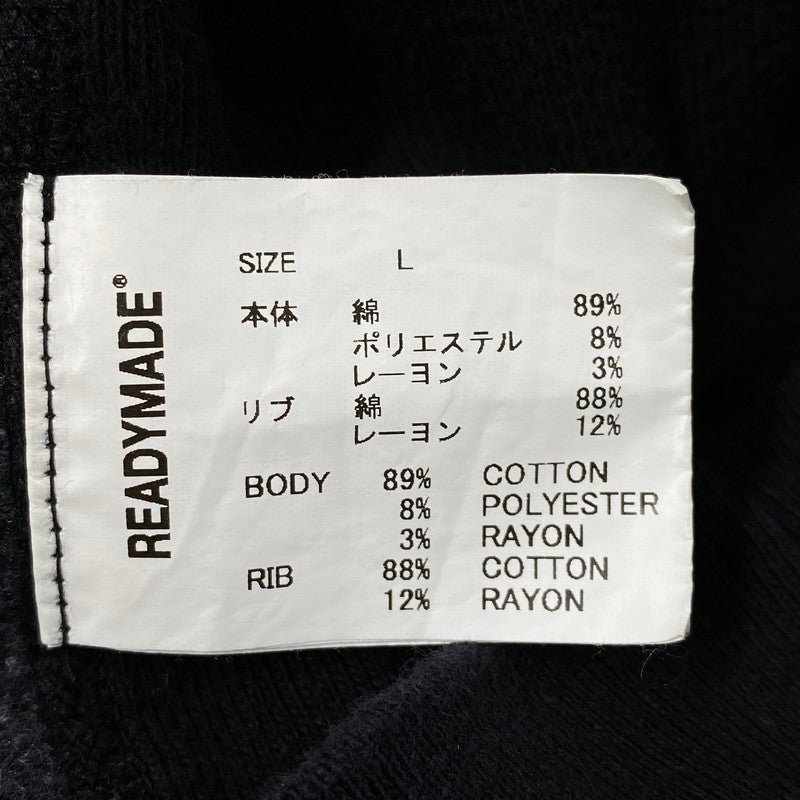 READYMADE®
SIZE L
本体 綿 89%
ポリエステル 8%
レーヨン 3%
リブ 綿 88%
レーヨン 12%
BODY 89% COTTON
8% POLYESTER
3% RAYON
RIB 88% COTTON
12% RAYON